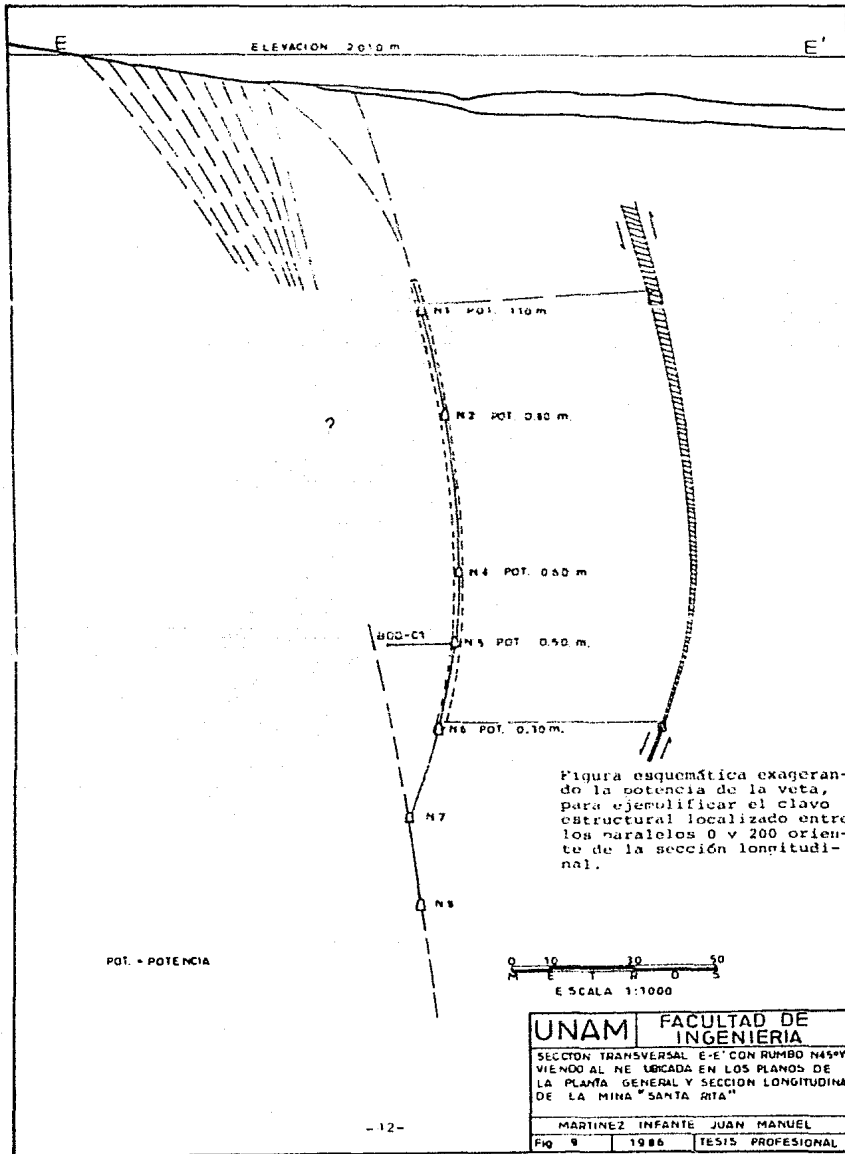 E ELEVACION 2010 m E'
N1 POT. 1.10 m
N2 POT. 0.80 m.
?
N4 POT. 0.60 m
BDD-C1
N5 POT 0.50 m.
N6 POT. 0.30 m.
Figura esquemática exageran-
do la potencia de la veta,
para ejemplificar el clavo
estructural localizado entre
los paralelos 0 y 200 orien-
te de la sección longitudi-
nal.
N7
N8
POT. = POTENCIA
0 10 30 50
M E T R O S
ESCALA 1:1000
UNAM
FACULTAD DE
INGENIERIA
SECCION TRANSVERSAL E-E' CON RUMBO N45°W
VIENDO AL NE UBICADA EN LOS PLANOS DE
LA PLANTA GENERAL Y SECCION LONGITUDINA
DE LA MINA "SANTA RITA"
MARTINEZ INFANTE JUAN MANUEL
Fig 9 1986 TESIS PROFESIONAL
-12-